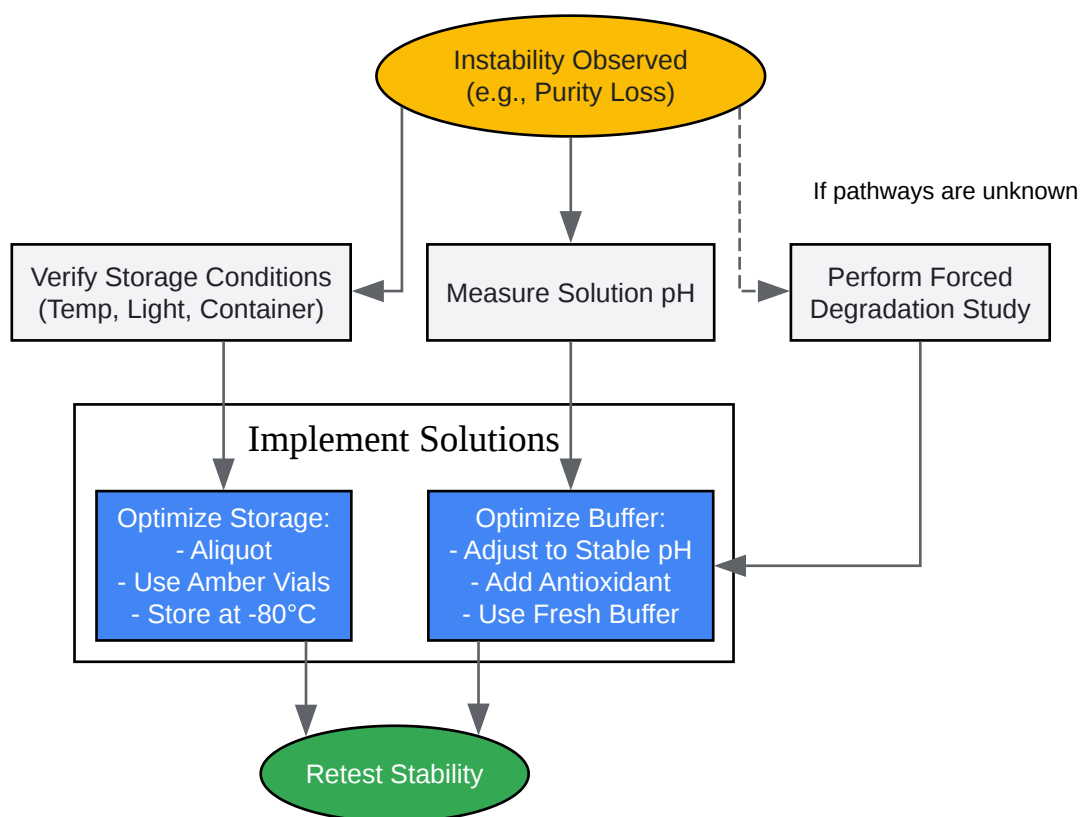 Instability Observed
(e.g., Purity Loss)
If pathways are unknown
Verify Storage Conditions
(Temp, Light, Container)
Measure Solution pH
Perform Forced
Degradation Study
Implement Solutions
Optimize Storage:
- Aliquot
- Use Amber Vials
- Store at -80°C
Optimize Buffer:
- Adjust to Stable pH
- Add Antioxidant
- Use Fresh Buffer
Retest Stability